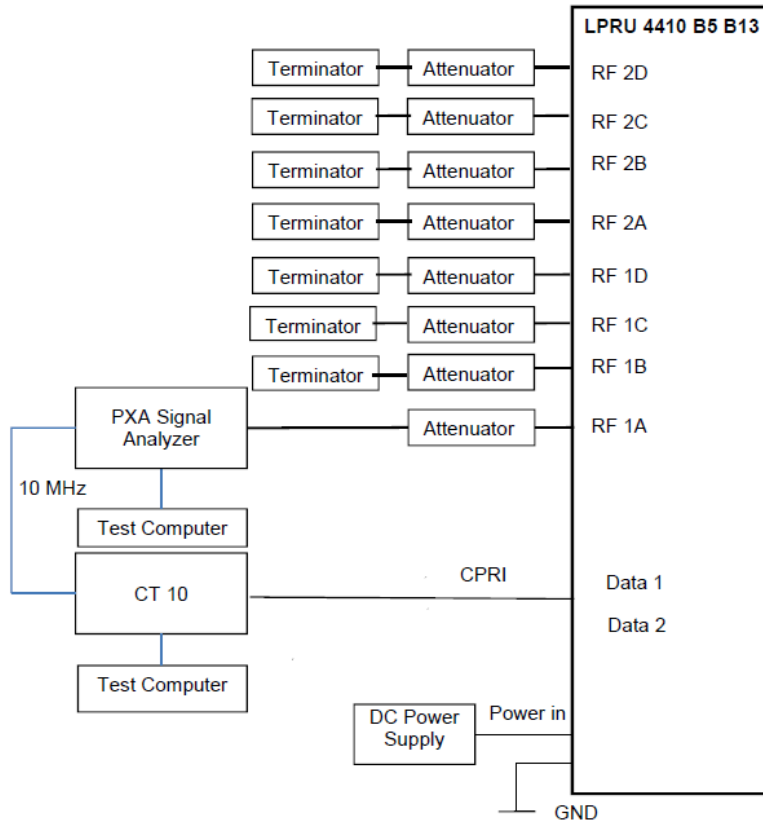 LPRU 4410 B5 B13
Terminator Attenuator RF 2D
Terminator Attenuator RF 2C
Terminator Attenuator RF 2B
Terminator Attenuator RF 2A
Terminator Attenuator RF 1D
Terminator Attenuator RF 1C
Terminator Attenuator RF 1B
PXA Signal
Analyzer
Attenuator RF 1A
10 MHz
Test Computer
CT 10
CPRI
Data 1
Data 2
Test Computer
DC Power
Supply
Power in
GND